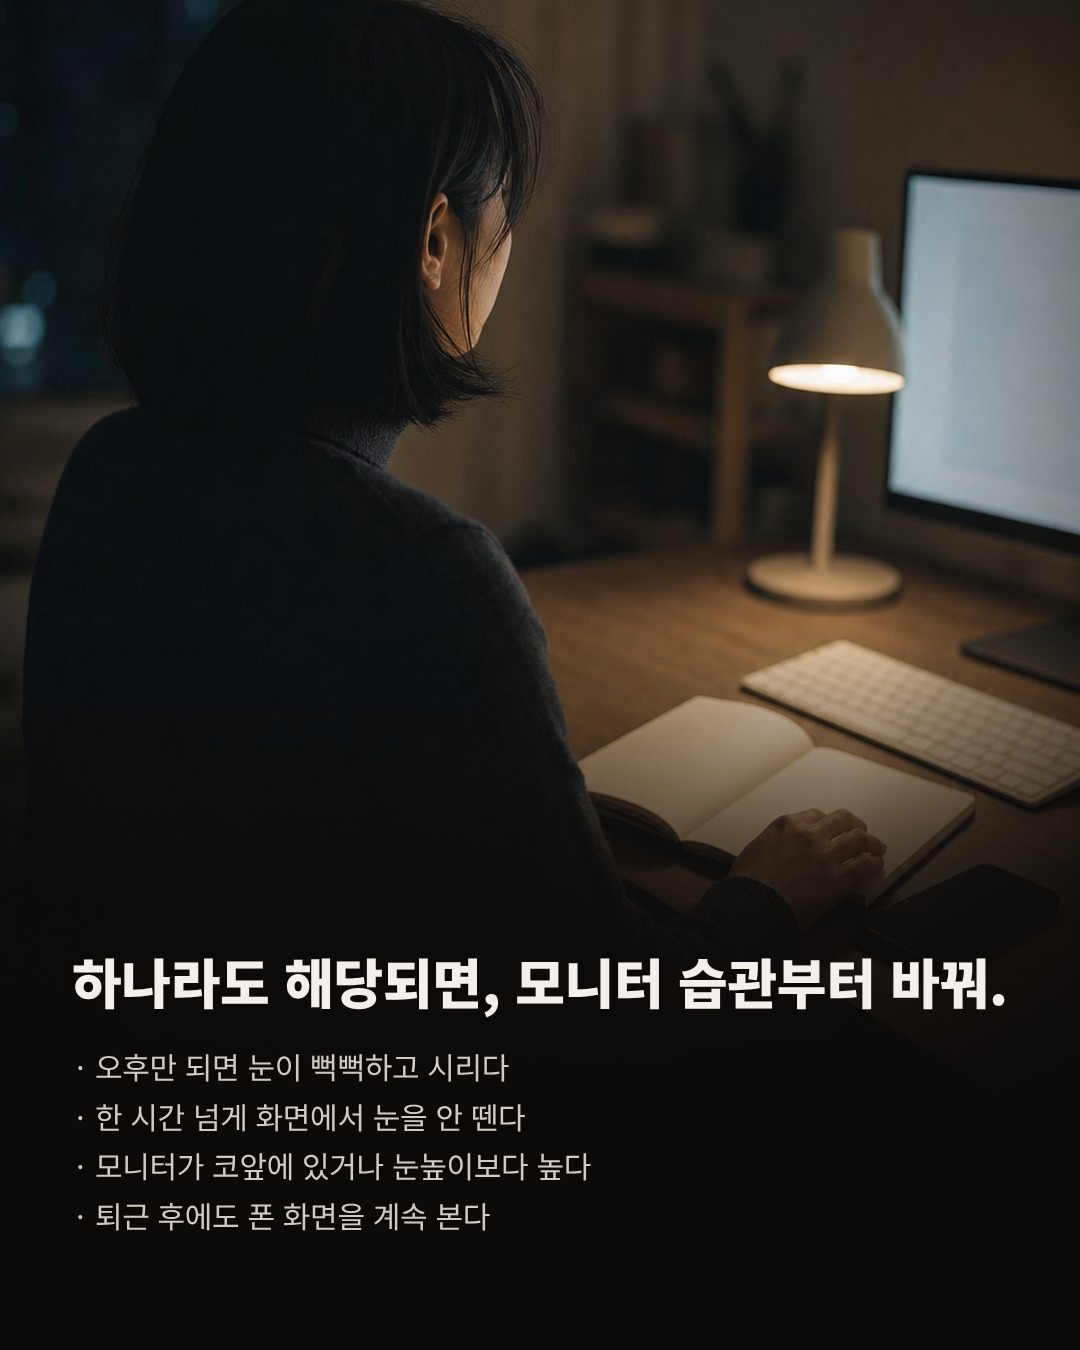 하나라도 해당되면, 모니터 습관부터 바꿔.
· 오후만 되면 눈이 뻑뻑하고 시리다
· 한 시간 넘게 화면에서 눈을 안 뗀다
· 모니터가 코앞에 있거나 눈높이보다 높다
· 퇴근 후에도 폰 화면을 계속 본다